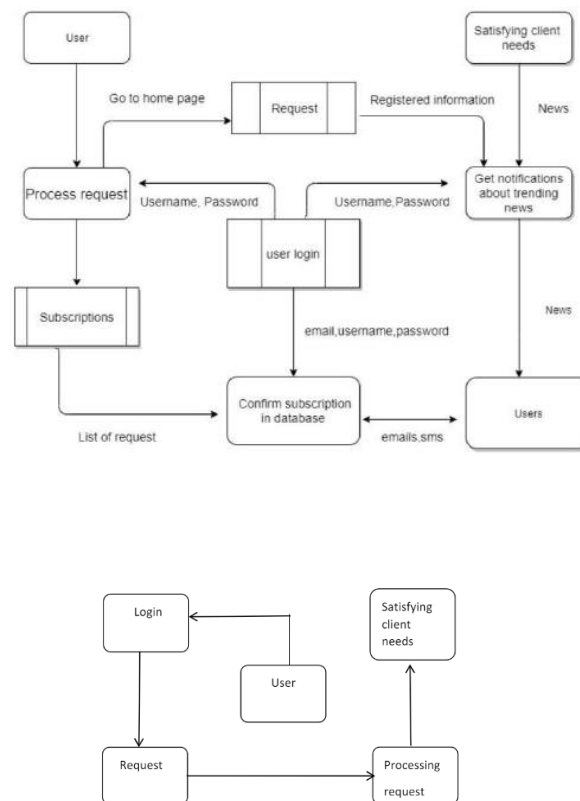 User
Satisfying client
needs
Go to home page
Request
Registered information
News
Process request
Username, Password
Username,Password
Get notifications
about trending
news
user login
Subscriptions
email,username,password
News
Confirm subscription
in database
Users
List of request
emails,sms
Login
Satisfying
client
needs
User
Request
Processing
request